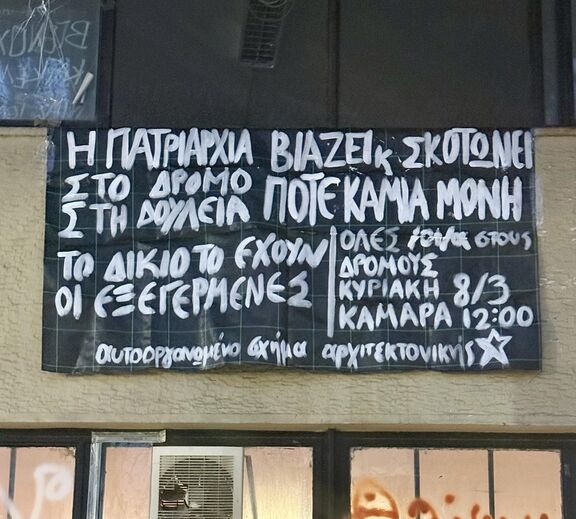 Η ΠΑΤΡΙΑΡΧΙΑ ΒΙΑΖΕΙ κ ΣΚΟΤΩΝΕΙ
ΣΤΟ ΔΡΟΜΟ
ΣΤΗ ΔΟΥΛΕΙΑ ΠΟΤΕ ΚΑΜΙΑ ΜΟΝΗ
ΤΟ ΔΙΚΙΟ ΤΟ ΕΧΟΥΝ
ΟΙ ΕΞΕΓΕΡΜΕΝΕΣ
ΟΛΕΣ στους
ΔΡΟΜΟΥΣ
ΚΥΡΙΑΚΗ 8/3
ΚΑΜΑΡΑ 12:00
αυτοοργανωμένο σχήμα αρχιτεκτονικής